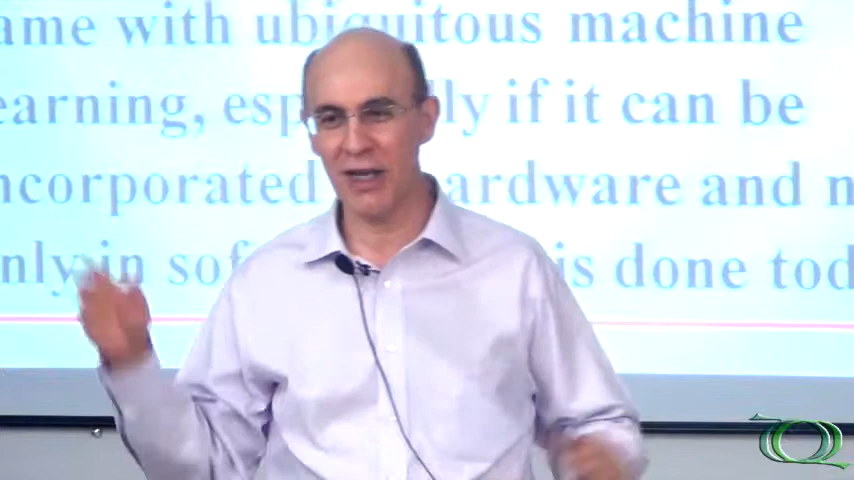 ame with ubiquitous machine
earning, esp lly if it can be
ncorporated ardware and n
nly in sof is done tod